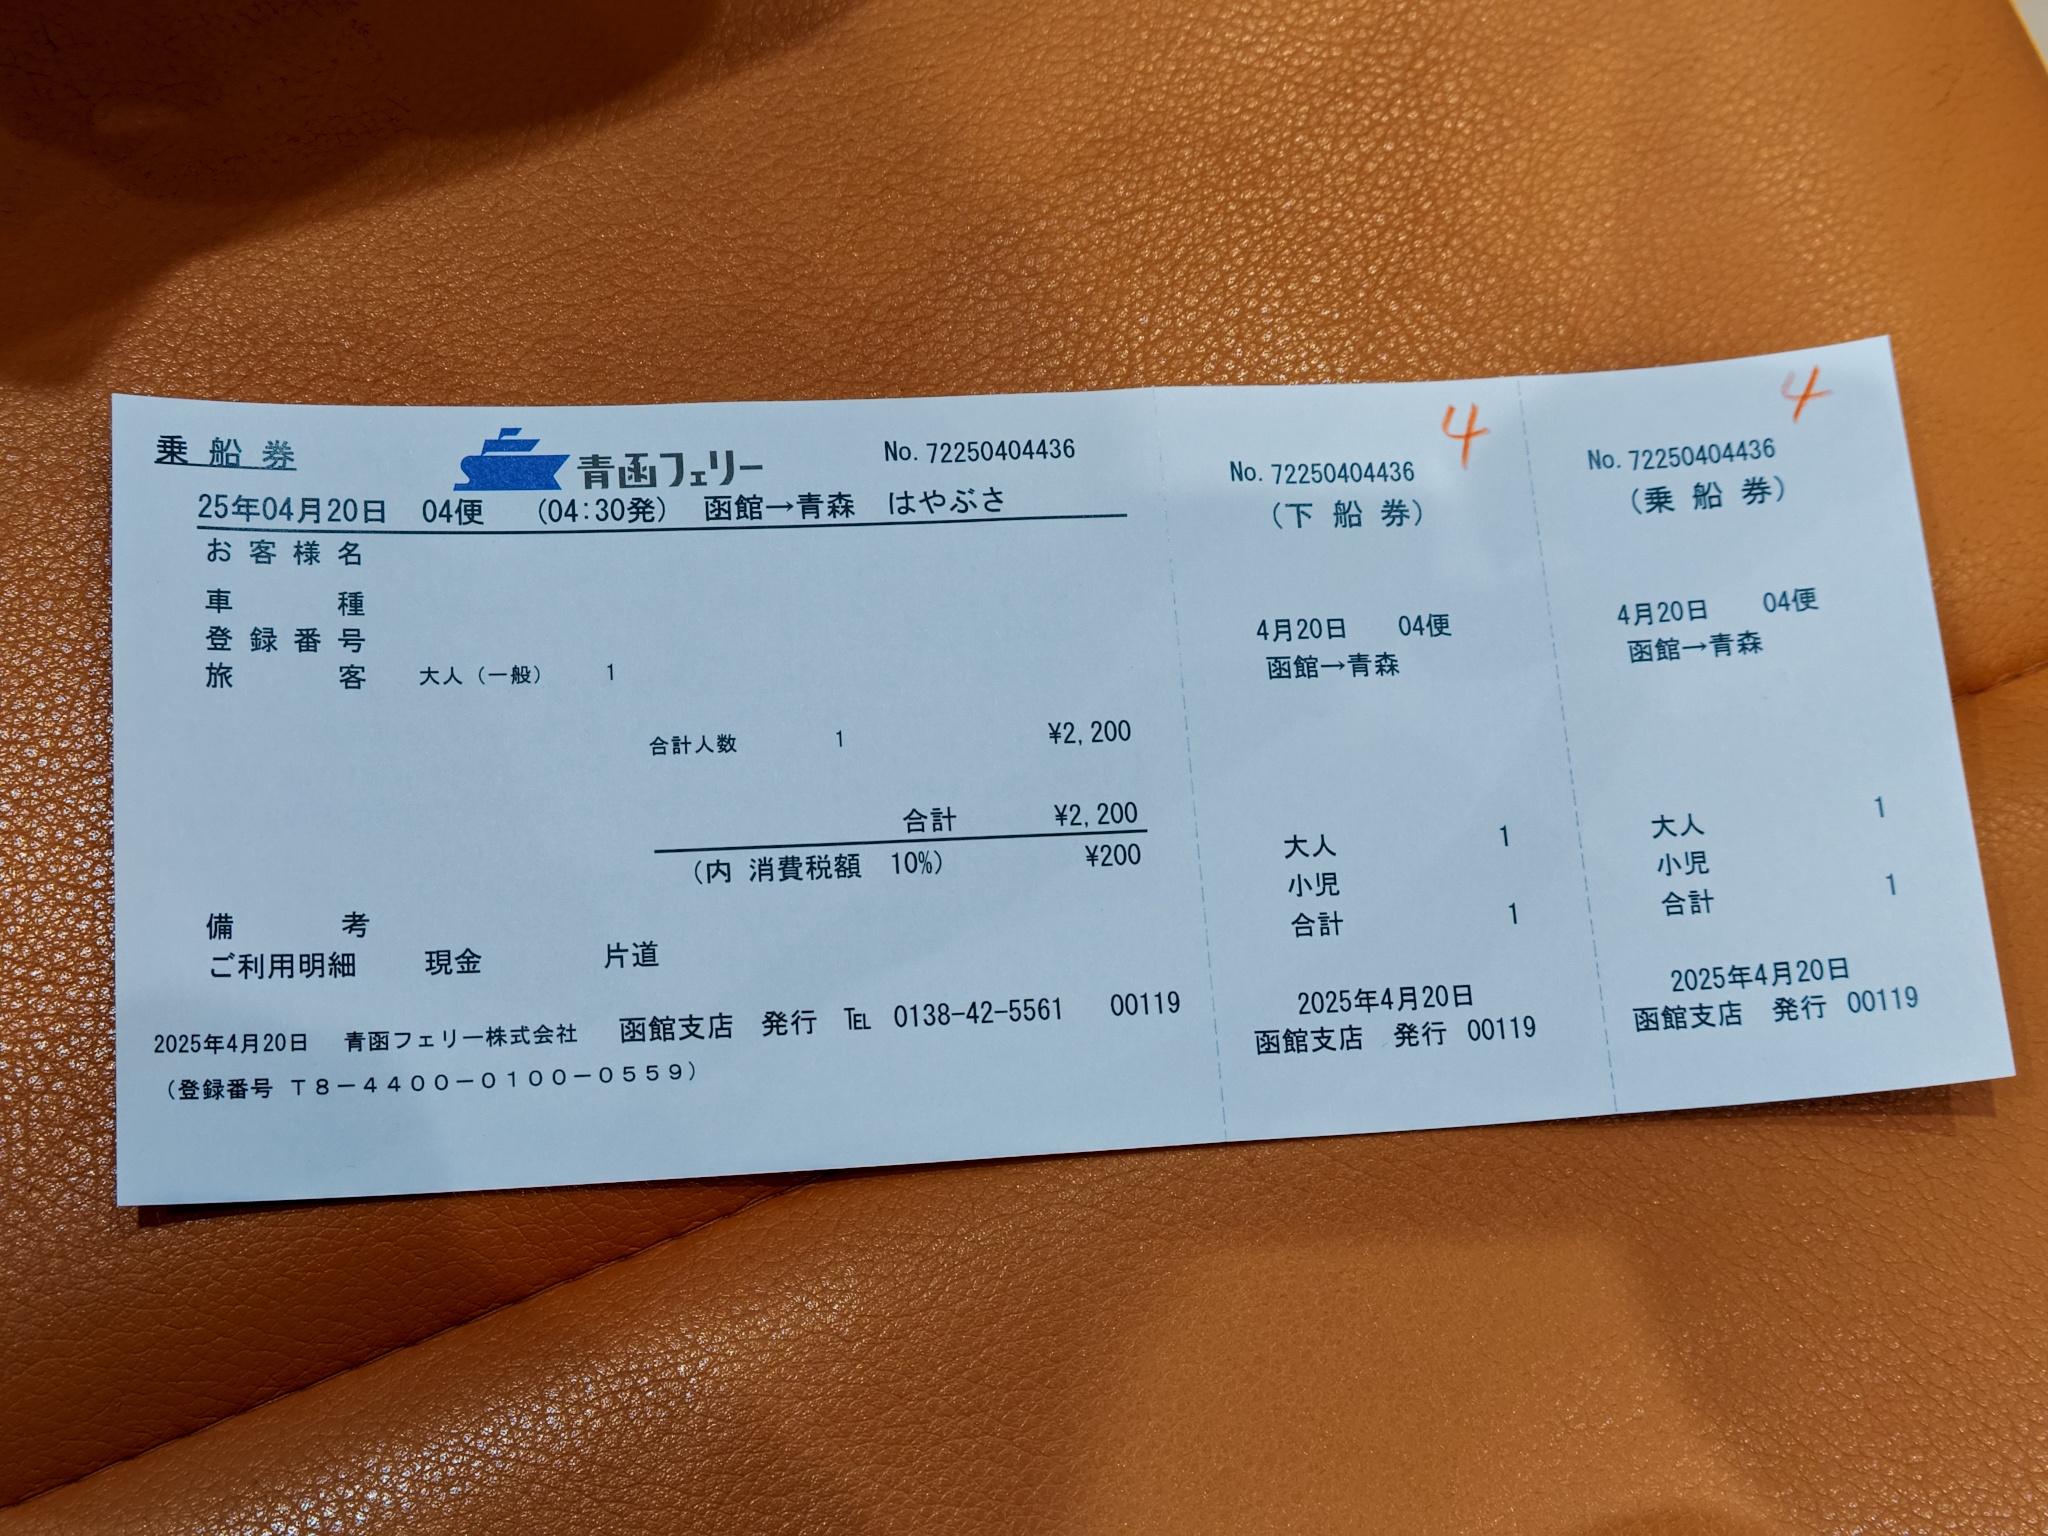 乗船券
青函フェリー
No. 72250404436
25年04月20日 04便 (04:30発) 函館→青森 はやぶさ
お客様名
車種
登録番号
旅客 大人（一般） 1
合計人数 1 ¥2,200
合計 ¥2,200
(内 消費税額 10%) ¥200
備考
ご利用明細 現金 片道
2025年4月20日 青函フェリー株式会社 函館支店 発行 ℡ 0138-42-5561 00119
（登録番号 Ｔ８－４４００－０１００－０５５９）
4
No. 72250404436
(下船券)
4月20日 04便
函館→青森
大人 1
小児
合計 1
2025年4月20日
函館支店 発行 00119
4
No. 72250404436
(乗船券)
4月20日 04便
函館→青森
大人 1
小児
合計 1
2025年4月20日
函館支店 発行 00119